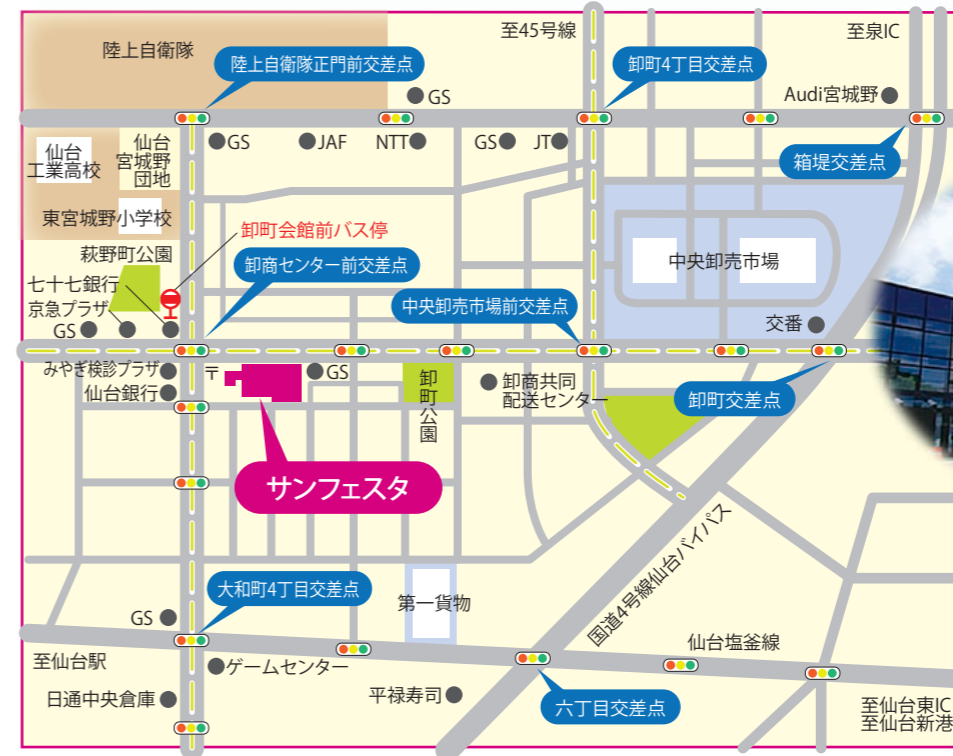 陸上自衛隊
陸上自衛隊正門前交差点
至45号線
卸町4丁目交差点
至泉IC
GS
Audi宮城野
仙台
工業高校
仙台
宮城野
団地
GS
JAF
NTT
GS
JT
箱堤交差点
東宮城野小学校
卸町会館前バス停
萩野町公園
卸商センター前交差点
中央卸売市場
七十七銀行
京急プラザ
GS
中央卸売市場前交差点
交番
みやぎ検診プラザ
仙台銀行
〒
GS
卸町公園
卸商共同
配送センター
卸町交差点
サンフェスタ
国道4号線仙台バイパス
大和町4丁目交差点
第一貨物
GS
仙台塩釜線
至仙台駅
ゲームセンター
日通中央倉庫
平禄寿司
六丁目交差点
至仙台東IC
至仙台新港